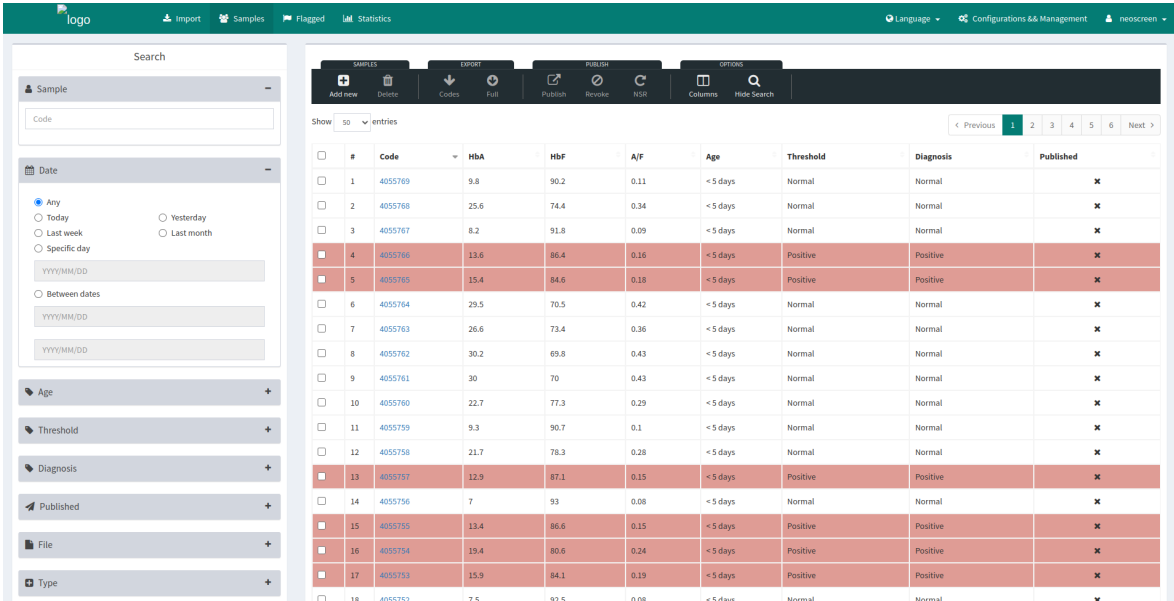 logo Import Samples Flagged Statistics Language Configurations && Management neoscreen
Search
Sample −
Code
Date −
Any
Today Yesterday
Last week Last month
Specific day
YYYY/MM/DD
Between dates
YYYY/MM/DD
YYYY/MM/DD
Age +
Threshold +
Diagnosis +
Published +
File +
Type +
SAMPLES EXPORT PUBLISH OPTIONS
Add new Delete Codes Full Publish Revoke NSR Columns Hide Search
Show 50 entries
< Previous 1 2 3 4 5 6 Next >
# Code HbA HbF A/F Age Threshold Diagnosis Published
1 4055769 9.8 90.2 0.11 < 5 days Normal Normal
2 4055768 25.6 74.4 0.34 < 5 days Normal Normal
3 4055767 8.2 91.8 0.09 < 5 days Normal Normal
4 4055766 13.6 86.4 0.16 < 5 days Positive Positive
5 4055765 15.4 84.6 0.18 < 5 days Positive Positive
6 4055764 29.5 70.5 0.42 < 5 days Normal Normal
7 4055763 26.6 73.4 0.36 < 5 days Normal Normal
8 4055762 30.2 69.8 0.43 < 5 days Normal Normal
9 4055761 30 70 0.43 < 5 days Normal Normal
10 4055760 22.7 77.3 0.29 < 5 days Normal Normal
11 4055759 9.3 90.7 0.1 < 5 days Normal Normal
12 4055758 21.7 78.3 0.28 < 5 days Normal Normal
13 4055757 12.9 87.1 0.15 < 5 days Positive Positive
14 4055756 7 93 0.08 < 5 days Normal Normal
15 4055755 13.4 86.6 0.15 < 5 days Positive Positive
16 4055754 19.4 80.6 0.24 < 5 days Positive Positive
17 4055753 15.9 84.1 0.19 < 5 days Positive Positive
18 4055752 7.5 92.5 0.08 < 5 days Normal Normal